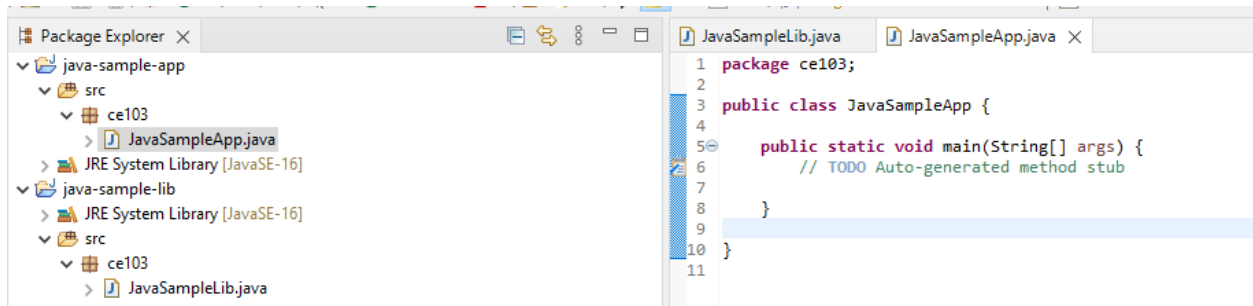 Package Explorer
java-sample-app
src
ce103
JavaSampleApp.java
JRE System Library [JavaSE-16]
java-sample-lib
JRE System Library [JavaSE-16]
src
ce103
JavaSampleLib.java
JavaSampleLib.java JavaSampleApp.java
1 package ce103;
2
3 public class JavaSampleApp {
4
5 public static void main(String[] args) {
6 // TODO Auto-generated method stub
7
8 }
9
10 }
11